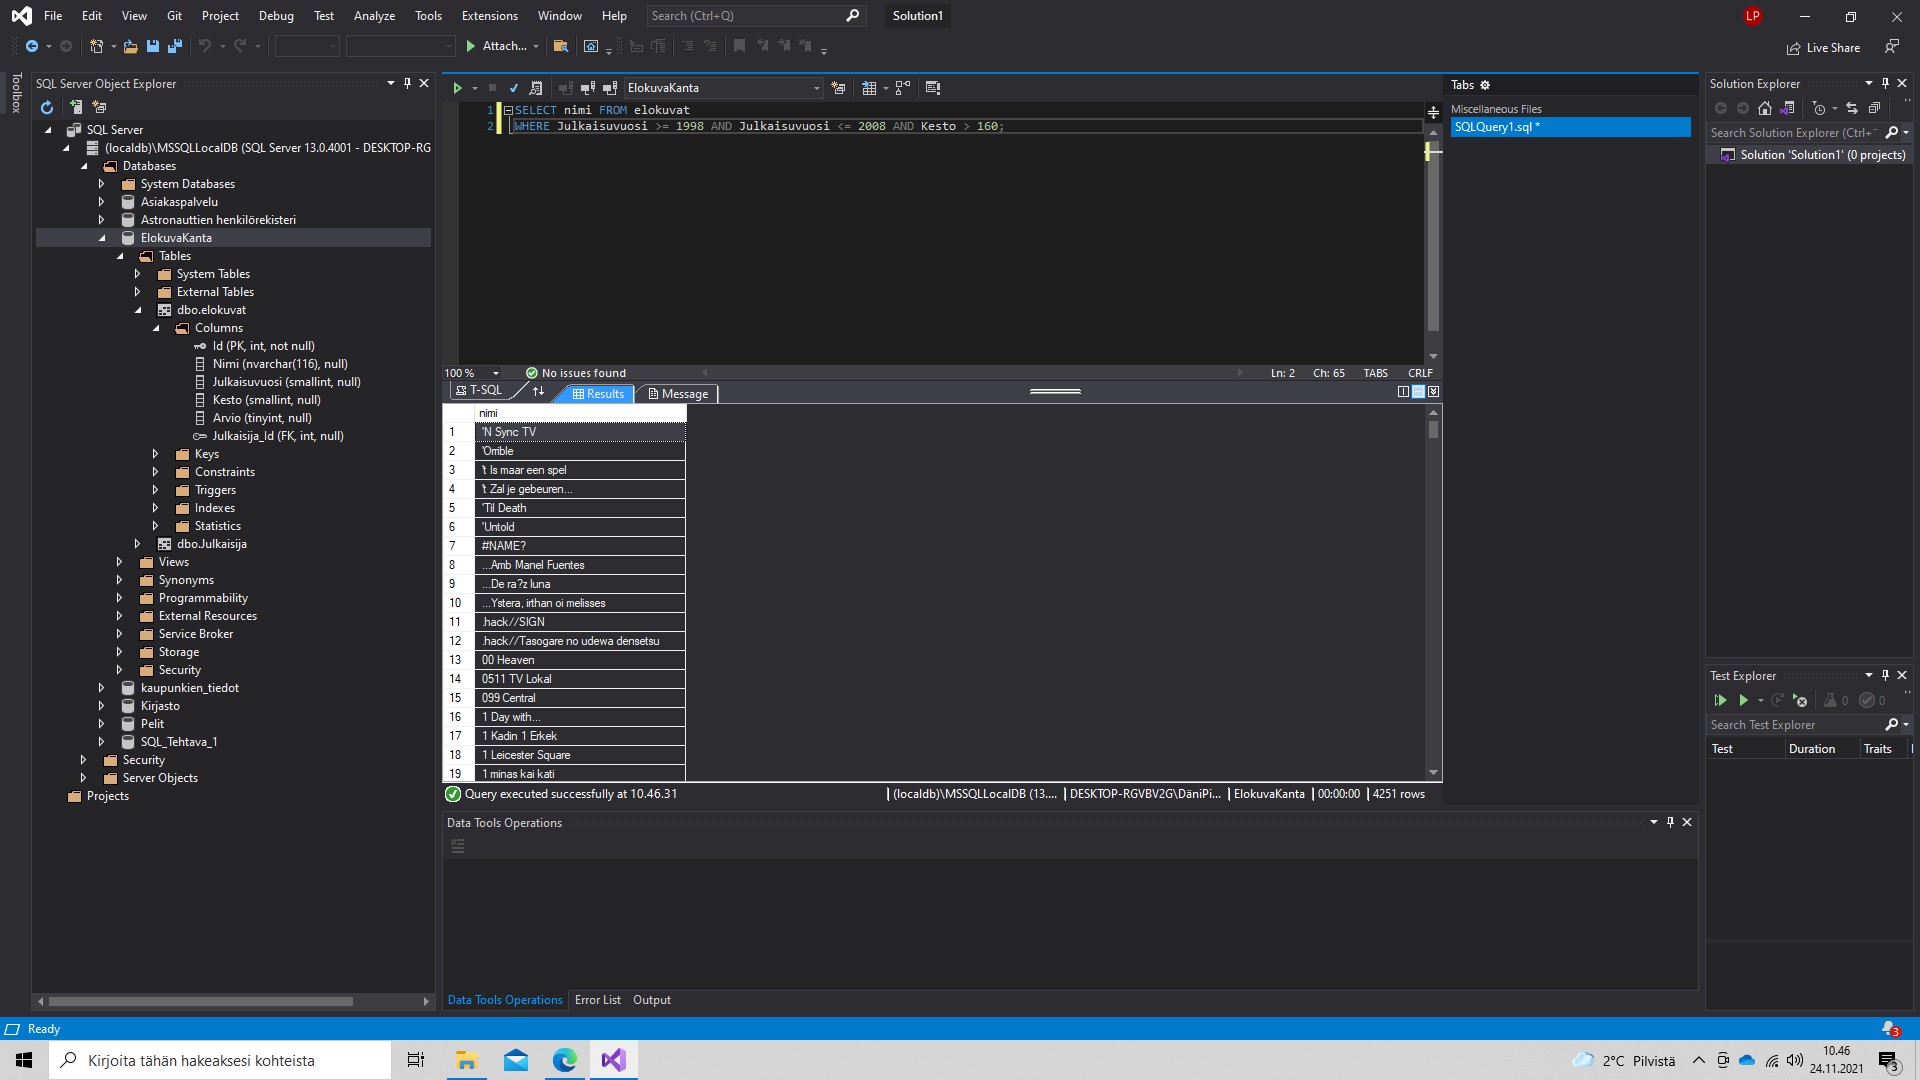 File Edit View Git Project Debug Test Analyze Tools Extensions Window Help Search (Ctrl+Q) Solution1 LP
Attach... Live Share
Toolbox
SQL Server Object Explorer
SQL Server
(localdb)\MSSQLLocalDB (SQL Server 13.0.4001 - DESKTOP-RG
Databases
System Databases
Asiakaspalvelu
Astronauttien henkilörekisteri
ElokuvaKanta
Tables
System Tables
External Tables
dbo.elokuvat
Columns
Id (PK, int, not null)
Nimi (nvarchar(116), null)
Julkaisuvuosi (smallint, null)
Kesto (smallint, null)
Arvio (tinyint, null)
Julkaisija_Id (FK, int, null)
Keys
Constraints
Triggers
Indexes
Statistics
dbo.Julkaisija
Views
Synonyms
Programmability
External Resources
Service Broker
Storage
Security
kaupunkien_tiedot
Kirjasto
Pelit
SQL_Tehtava_1
Security
Server Objects
Projects
ElokuvaKanta
1 SELECT nimi FROM elokuvat
2 WHERE Julkaisuvuosi >= 1998 AND Julkaisuvuosi <= 2008 AND Kesto > 160;
100 % No issues found Ln: 2 Ch: 65 TABS CRLF
T-SQL Results Message
nimi
1 'N Sync TV
2 'Orrible
3 't Is maar een spel
4 't Zal je gebeuren...
5 'Til Death
6 'Untold
7 #NAME?
8 ...Amb Manel Fuentes
9 ...De ra?z luna
10 ...Ystera, irthan oi melisses
11 .hack//SIGN
12 .hack//Tasogare no udewa densetsu
13 00 Heaven
14 0511 TV Lokal
15 099 Central
16 1 Day with...
17 1 Kadin 1 Erkek
18 1 Leicester Square
19 1 minas kai kati
Query executed successfully at 10.46.31 (localdb)\MSSQLLocalDB (13.... DESKTOP-RGVBV2G\DäniPi... ElokuvaKanta 00:00:00 4251 rows
Data Tools Operations
Data Tools Operations Error List Output
Tabs
Miscellaneous Files
SQLQuery1.sql *
Solution Explorer
Search Solution Explorer (Ctrl+
Solution 'Solution1' (0 projects)
Test Explorer
0 0
Search Test Explorer
Test Duration Traits
Ready 3
Kirjoita tähän hakeaksesi kohteista 2°C Pilvistä 10.46
24.11.2021 3